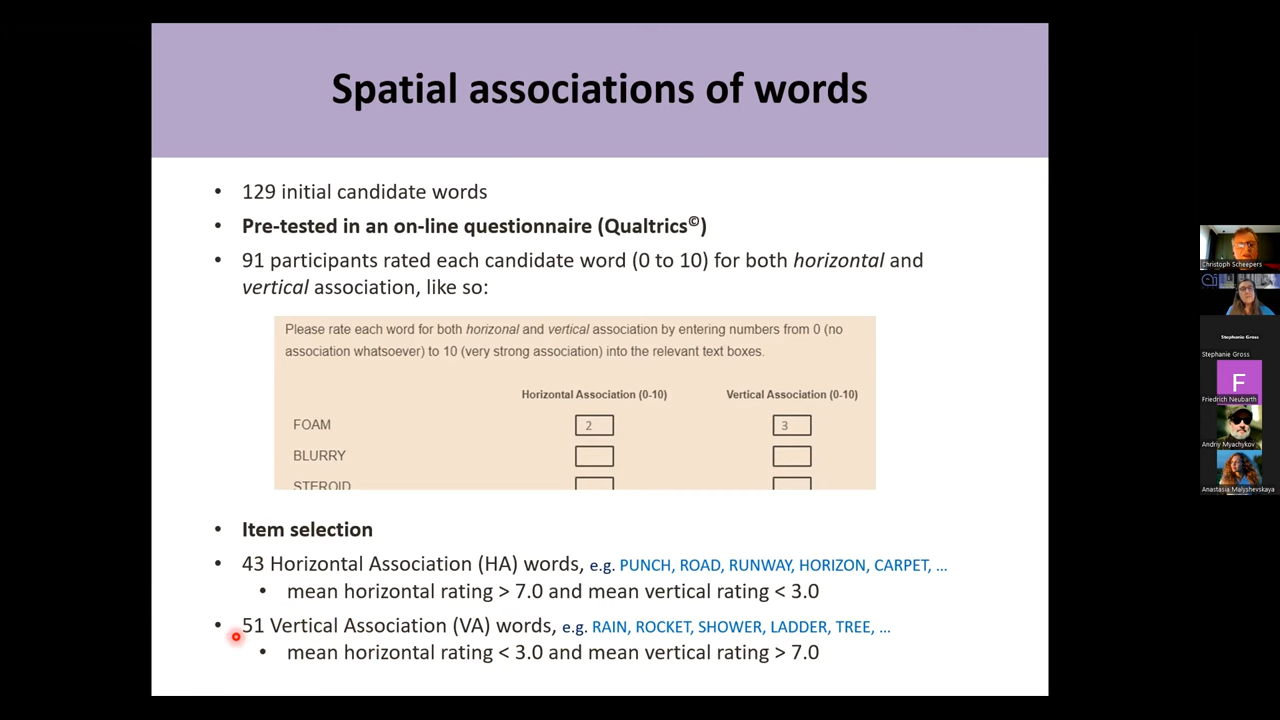 Spatial associations of words
• 129 initial candidate words
• Pre-tested in an on-line questionnaire (Qualtrics©)
• 91 participants rated each candidate word (0 to 10) for both horizontal and
vertical association, like so:
Please rate each word for both horizonal and vertical association by entering numbers from 0 (no
association whatsoever) to 10 (very strong association) into the relevant text boxes.
Horizontal Association (0-10) Vertical Association (0-10)
FOAM 2 3
BLURRY
STEROID
• Item selection
• 43 Horizontal Association (HA) words, e.g. PUNCH, ROAD, RUNWAY, HORIZON, CARPET, ...
• mean horizontal rating > 7.0 and mean vertical rating < 3.0
• 51 Vertical Association (VA) words, e.g. RAIN, ROCKET, SHOWER, LADDER, TREE, ...
• mean horizontal rating < 3.0 and mean vertical rating > 7.0
Christoph Scheepers
Stephanie Gross
Stephanie Gross
F
Friedrich Neubarth
Andriy Myachykov
Anastasia Malyshevskaya